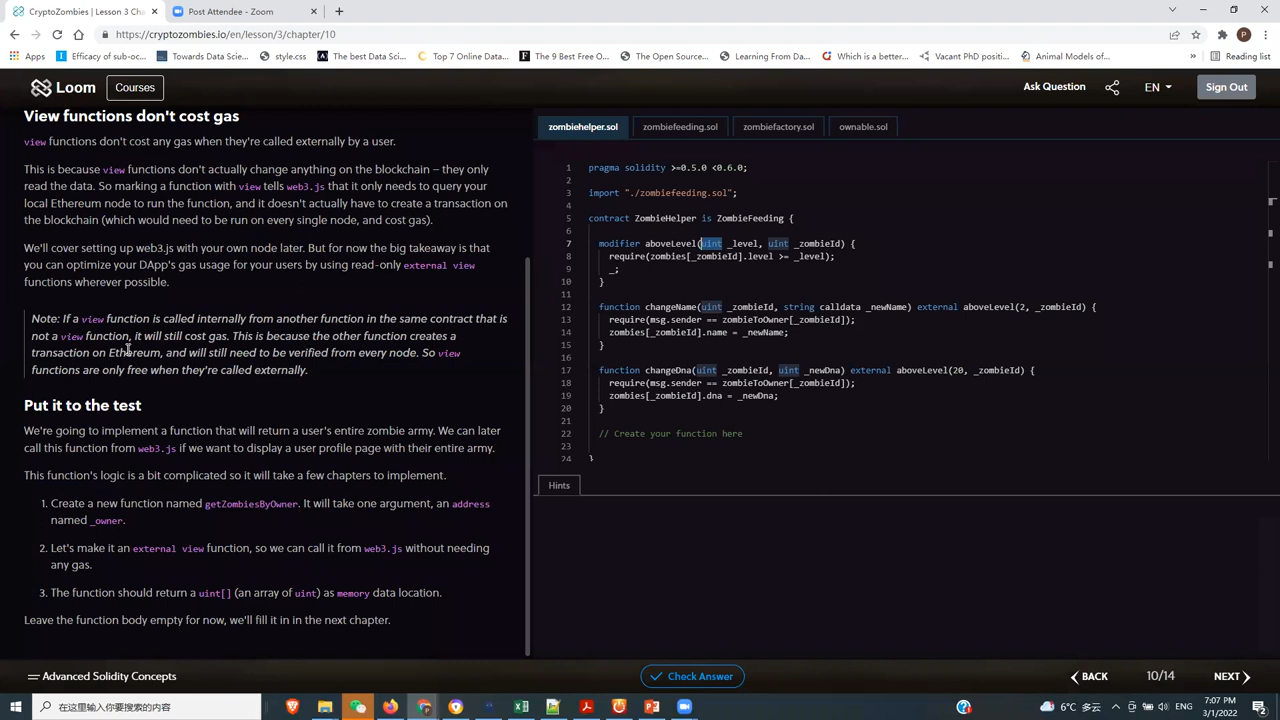 CryptoZombies | Lesson 3 Cha
Post Attendee - Zoom
https://cryptozombies.io/en/lesson/3/chapter/10
P
Apps
Efficacy of sub-oc...
Towards Data Scien...
style.css
The best Data Sci...
Top 7 Online Data...
The 9 Best Free O...
The Open Source...
Learning From Da...
Which is a better...
Vacant PhD positi...
Animal Models of...
»
Reading list
Loom
Courses
Ask Question
EN
Sign Out
View functions don't cost gas
view functions don't cost any gas when they're called externally by a user.
This is because view functions don't actually change anything on the blockchain – they only
read the data. So marking a function with view tells web3.js that it only needs to query your
local Ethereum node to run the function, and it doesn't actually have to create a transaction on
the blockchain (which would need to be run on every single node, and cost gas).
We'll cover setting up web3.js with your own node later. But for now the big takeaway is that
you can optimize your DApp's gas usage for your users by using read-only external view
functions wherever possible.
Note: If a view function is called internally from another function in the same contract that is
not a view function, it will still cost gas. This is because the other function creates a
transaction on Ethereum, and will still need to be verified from every node. So view
functions are only free when they're called externally.
Put it to the test
We're going to implement a function that will return a user's entire zombie army. We can later
call this function from web3.js if we want to display a user profile page with their entire army.
This function's logic is a bit complicated so it will take a few chapters to implement.
1. Create a new function named getZombiesByOwner. It will take one argument, an address
named _owner.
2. Let's make it an external view function, so we can call it from web3.js without needing
any gas.
3. The function should return a uint[] (an array of uint) as memory data location.
Leave the function body empty for now, we'll fill it in in the next chapter.
zombiehelper.sol
zombiefeeding.sol
zombiefactory.sol
ownable.sol
1 pragma solidity >=0.5.0 <0.6.0;
2
3 import "./zombiefeeding.sol";
4
5 contract ZombieHelper is ZombieFeeding {
6
7 modifier aboveLevel(uint _level, uint _zombieId) {
8 require(zombies[_zombieId].level >= _level);
9 _;
10 }
11
12 function changeName(uint _zombieId, string calldata _newName) external aboveLevel(2, _zombieId) {
13 require(msg.sender == zombieToOwner[_zombieId]);
14 zombies[_zombieId].name = _newName;
15 }
16
17 function changeDna(uint _zombieId, uint _newDna) external aboveLevel(20, _zombieId) {
18 require(msg.sender == zombieToOwner[_zombieId]);
19 zombies[_zombieId].dna = _newDna;
20 }
21
22 // Create your function here
23
24 }
Hints
Advanced Solidity Concepts
Check Answer
BACK
10/14
NEXT
在这里输入你要搜索的内容
6°C 多云
ENG
7:07 PM
3/1/2022